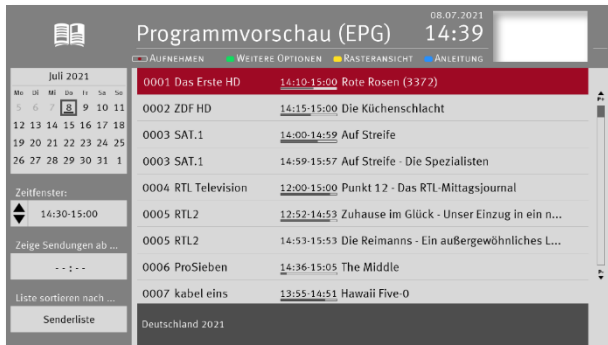 08.07.2021
Programmvorschau (EPG) 14:39
Aufnehmen Weitere Optionen Rasteransicht Anleitung
Juli 2021
Mo Di Mi Do Fr Sa So
5 6 7 8 9 10 11
12 13 14 15 16 17 18
19 20 21 22 23 24 25
26 27 28 29 30 31 1
Zeitfenster:
14:30-15:00
Zeige Sendungen ab ...
--:--
Liste sortieren nach ...
Senderliste
0001 Das Erste HD 14:10-15:00 Rote Rosen (3372)
0002 ZDF HD 14:15-15:00 Die Küchenschlacht
0003 SAT.1 14:00-14:59 Auf Streife
0003 SAT.1 14:59-15:57 Auf Streife - Die Spezialisten
0004 RTL Television 12:00-15:00 Punkt 12 - Das RTL-Mittagsjournal
0005 RTL2 12:52-14:53 Zuhause im Glück - Unser Einzug in ein n...
0005 RTL2 14:53-15:53 Die Reimanns - Ein außergewöhnliches L...
0006 ProSieben 14:36-15:05 The Middle
0007 kabel eins 13:55-14:51 Hawaii Five-0
Deutschland 2021